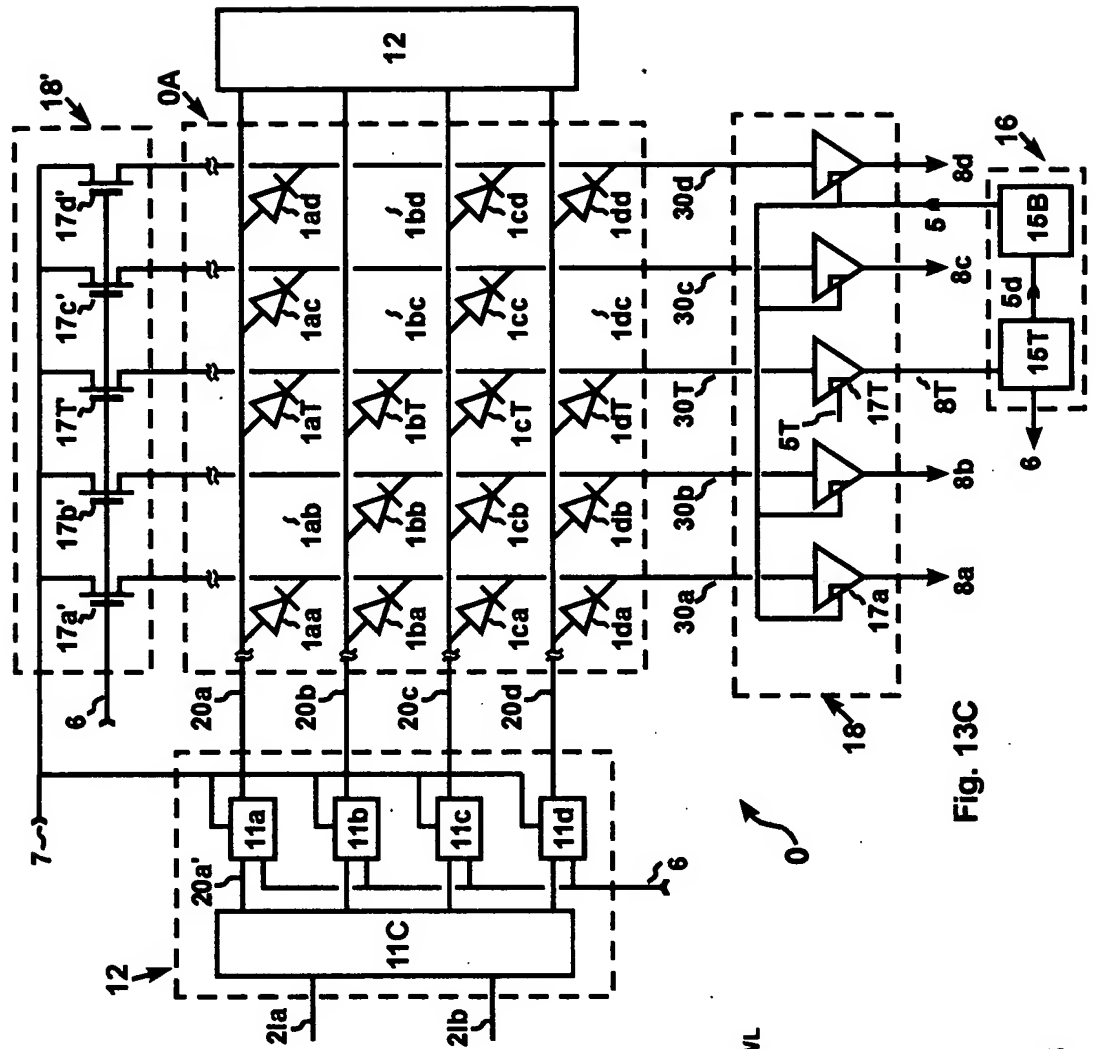 7
18'
6
17a'
17b'
17T'
17c'
17d'
12
0A
20a'
11a
20a
1aa
1ab
1aT
1ac
1ad
2Ia
11b
20b
1ba
1bb
1bT
1bc
1bd
12
11C
11c
20c
1ca
1cb
1cT
1cc
1cd
2Ib
11d
20d
1da
1db
1dT
1dc
1dd
6
30a
30b
30T
30c
30d
0
5T
18
17a
17T
5
16
8a
8b
8T
8c
8d
Fig. 13C
15T
5d
15B
6